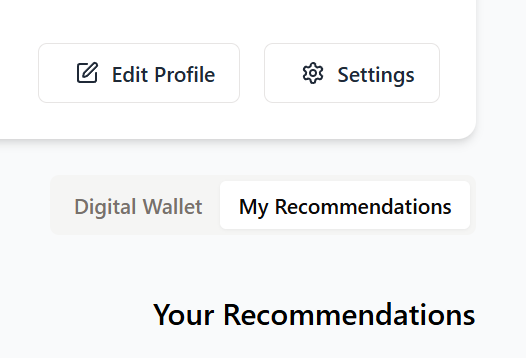 Edit Profile
Settings
Digital Wallet
My Recommendations
Your Recommendations